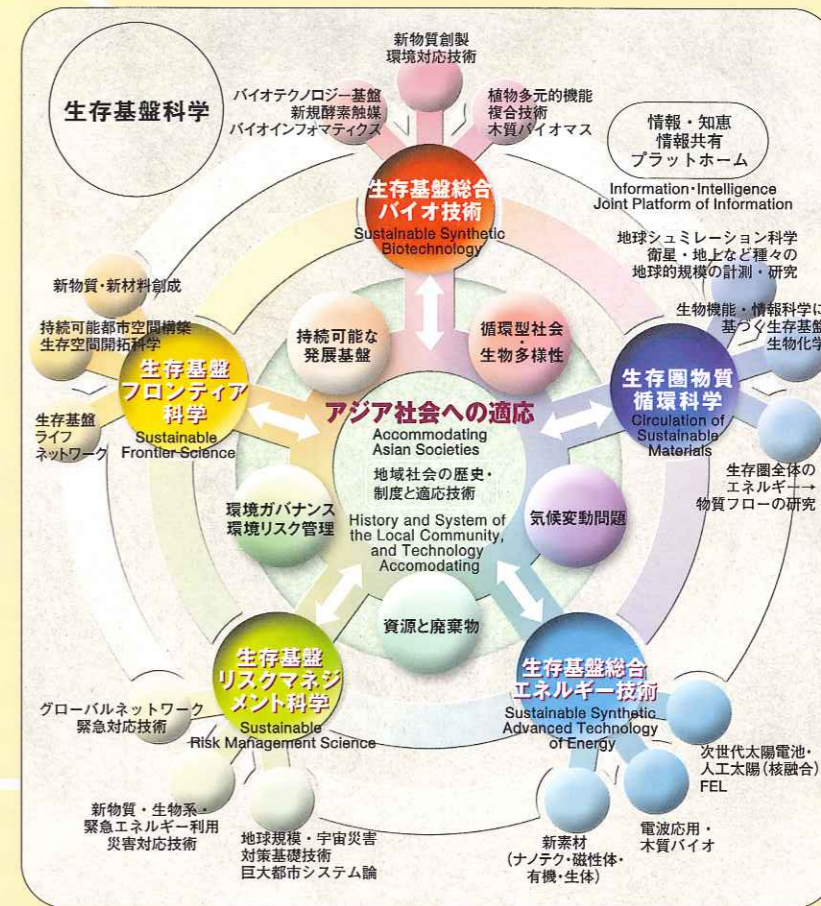 生存基盤科学
新物質創製
環境対応技術
バイオテクノロジー基盤
新規酵素触媒
バイオインフォマティクス
植物多元的機能
複合技術
木質バイオマス
情報・知恵
情報共有
プラットホーム
Information・Intelligence
Joint Platform of Information
生存基盤総合
バイオ技術
Sustainable Synthetic
Biotechnology
地球シュミレーション科学
衛星・地上など種々の
地球的規模の計測・研究
生物機能・情報科学に
基づく生存基盤
生物化学
新物質・新材料創成
持続可能都市空間構築
生存空間開拓科学
生存基盤
ライフ
ネットワーク
生存基盤
フロンティア
科学
Sustainable
Frontier Science
持続可能な
発展基盤
循環型社会
・
生物多様性
生存圏物質
循環科学
Circulation of
Sustainable
Materials
生存圏全体の
エネルギー→
物質フローの研究
アジア社会への適応
Accommodating
Asian Societies
地域社会の歴史・
制度と適応技術
History and System of
the Local Community,
and Technology
Accomodating
環境ガバナンス
環境リスク管理
気候変動問題
資源と廃棄物
生存基盤
リスクマネジ
メント科学
Sustainable
Risk Management Science
グローバルネットワーク
緊急対応技術
新物質・生物系・
緊急エネルギー利用
災害対応技術
地球規模・宇宙災害
対策基礎技術
巨大都市システム論
生存基盤総合
エネルギー技術
Sustainable Synthetic
Advanced Technology
of Energy
次世代太陽電池・
人工太陽(核融合)
FEL
電波応用・
木質バイオ
新素材
(ナノテク・磁性体・
有機・生体)